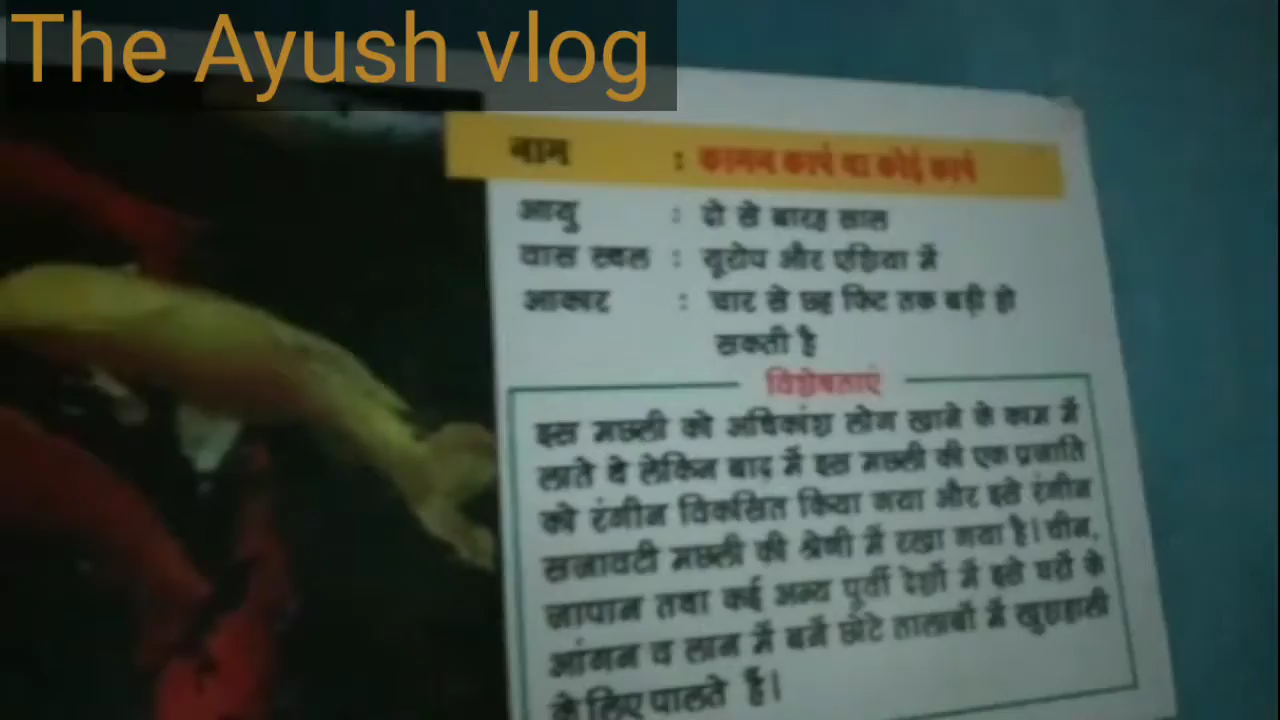 The Ayush vlog
नाम : कामन कार्प या कोई कार्प
आयु : दो से बारह साल
वास स्थल : यूरोप और एशिया में
आकार : चार से छह फिट तक बड़ी हो
सकती है
विशेषताएं
इस मछली को अधिकांश लोग खाने के काम में
लाते थे लेकिन बाद में इस मछली की एक प्रजाति
को रंगीन विकसित किया गया और इसे रंगीन
सजावटी मछली की श्रेणी में रखा गया है। चीन,
जापान तथा कई अन्य पूर्वी देशों में इसे घरों के
आंगन व लान में बनें छोटे तालाबों में खुशहाली
के लिए पालते हैं।